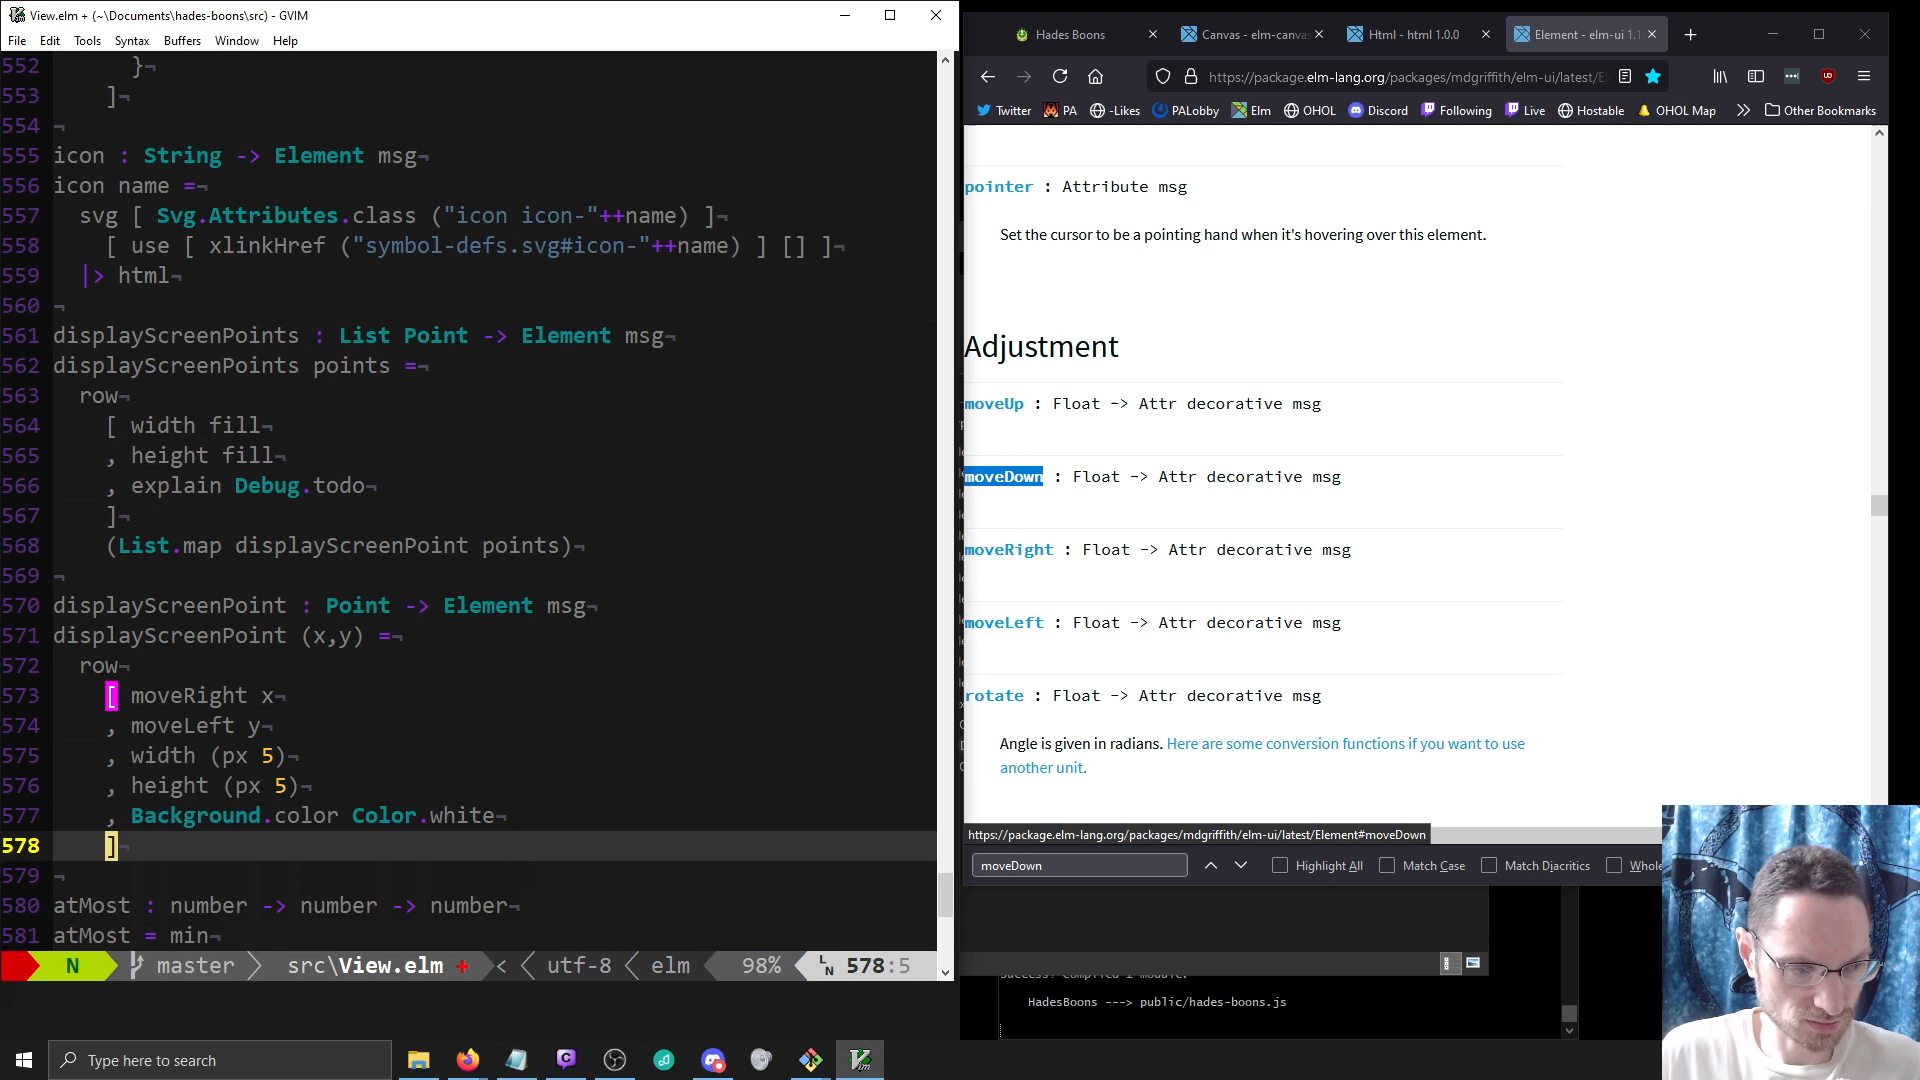 View.elm + (~\Documents\hades-boons\src) - GVIM
File Edit Tools Syntax Buffers Window Help
552 }¬
553 ]¬
554 ¬
555 icon : String -> Element msg¬
556 icon name =¬
557 svg [ Svg.Attributes.class ("icon icon-"++name) ]¬
558 [ use [ xlinkHref ("symbol-defs.svg#icon-"++name) ] [] ]¬
559 |> html¬
560 ¬
561 displayScreenPoints : List Point -> Element msg¬
562 displayScreenPoints points =¬
563 row¬
564 [ width fill¬
565 , height fill¬
566 , explain Debug.todo¬
567 ]¬
568 (List.map displayScreenPoint points)¬
569 ¬
570 displayScreenPoint : Point -> Element msg¬
571 displayScreenPoint (x,y) =¬
572 row¬
573 [ moveRight x¬
574 , moveLeft y¬
575 , width (px 5)¬
576 , height (px 5)¬
577 , Background.color Color.white¬
578 ]¬
579 ¬
580 atMost : number -> number -> number¬
581 atMost = min¬
N master src\View.elm + < utf-8 elm 98% LN 578:5
Hades Boons
Canvas - elm-canvas
Html - html 1.0.0
Element - elm-ui 1.1
https://package.elm-lang.org/packages/mdgriffith/elm-ui/latest/El
Twitter PA -Likes PALobby Elm OHOL Discord Following Live Hostable OHOL Map Other Bookmarks
pointer : Attribute msg
Set the cursor to be a pointing hand when it's hovering over this element.
Adjustment
moveUp : Float -> Attr decorative msg
moveDown : Float -> Attr decorative msg
moveRight : Float -> Attr decorative msg
moveLeft : Float -> Attr decorative msg
rotate : Float -> Attr decorative msg
Angle is given in radians. Here are some conversion functions if you want to use
another unit.
https://package.elm-lang.org/packages/mdgriffith/elm-ui/latest/Element#moveDown
moveDown Highlight All Match Case Match Diacritics Whole
Success! Compiled 1 module.
HadesBoons ---> public/hades-boons.js
Type here to search